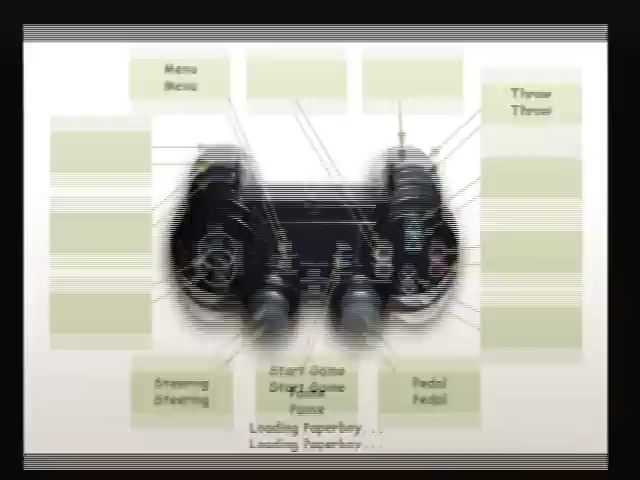 Menu
Menu
Throw
Throw
Steering
Steering
Start Game
Start Game
Pause
Pause
Pedal
Pedal
Loading Paperboy...
Loading Paperboy...